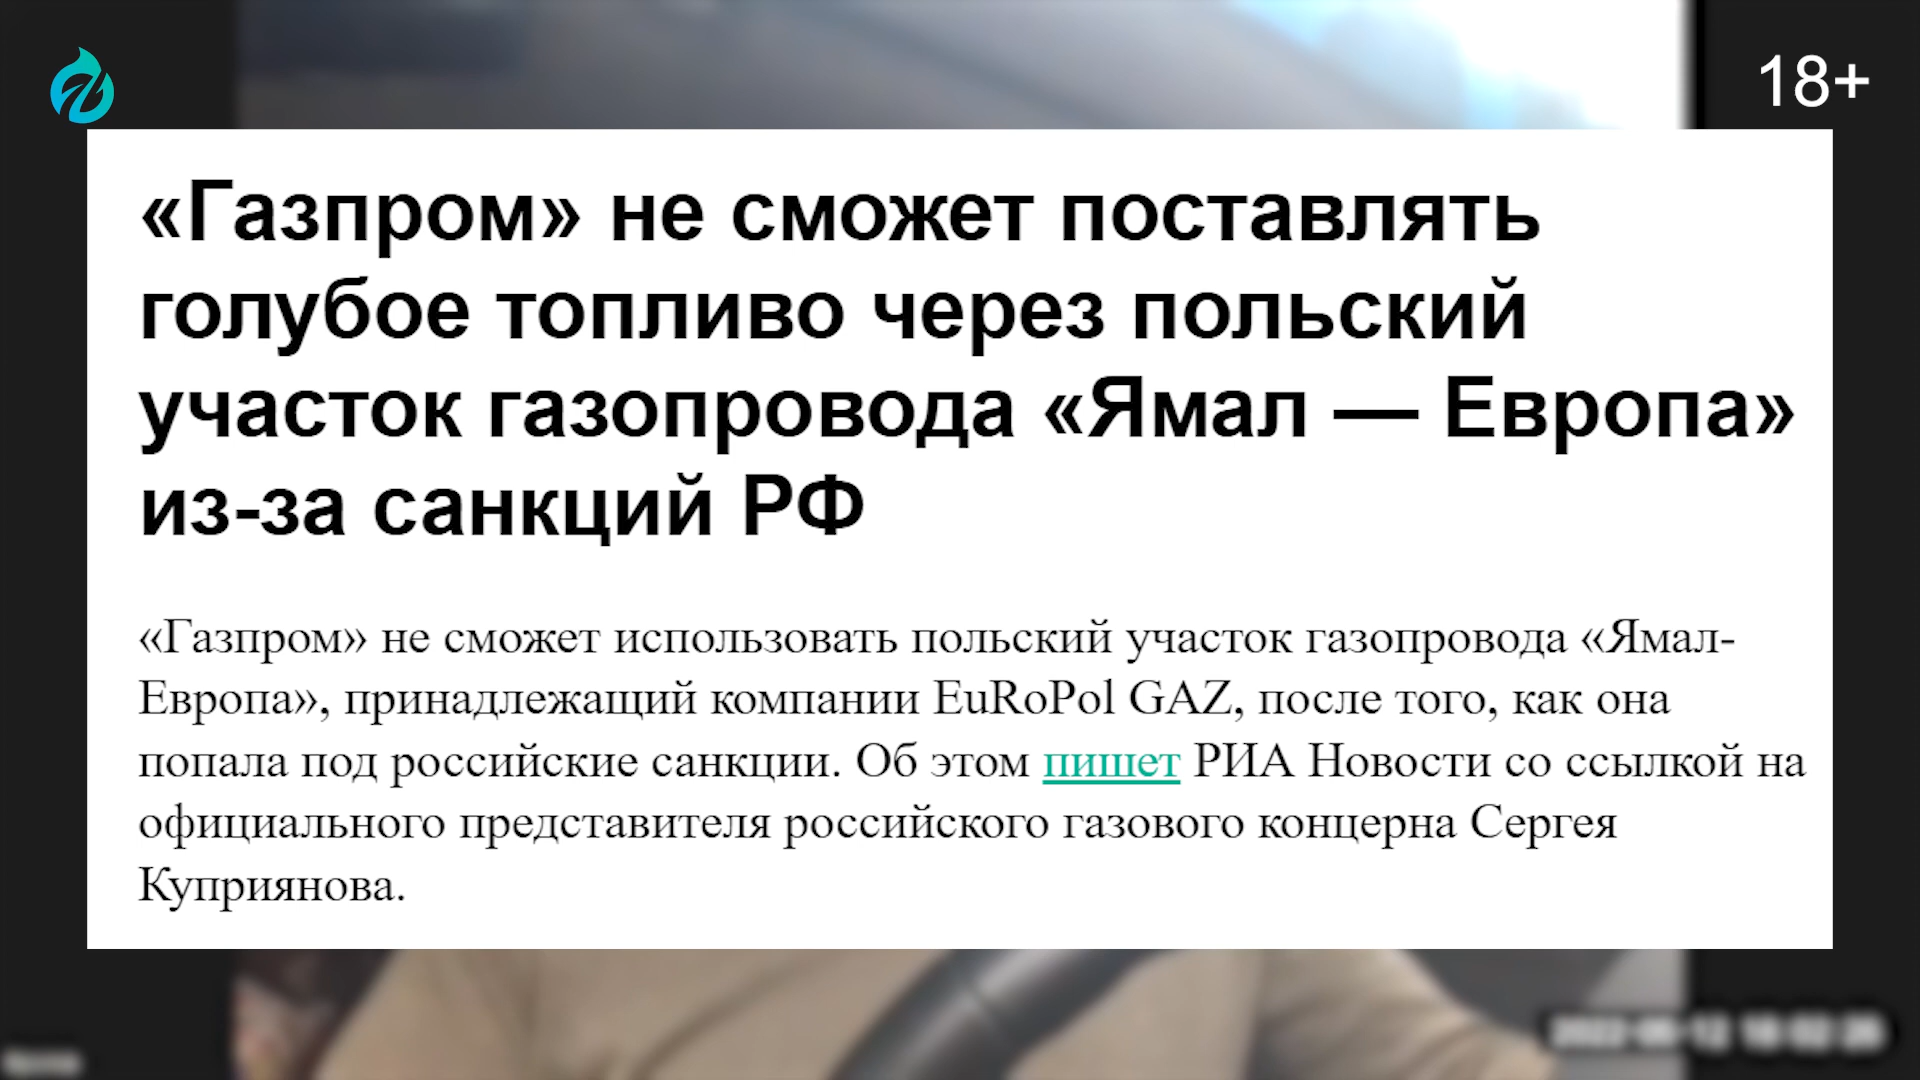 18+
«Газпром» не сможет поставлять
голубое топливо через польский
участок газопровода «Ямал — Европа»
из-за санкций РФ
«Газпром» не сможет использовать польский участок газопровода «Ямал-
Европа», принадлежащий компании EuRoPol GAZ, после того, как она
попала под российские санкции. Об этом пишет РИА Новости со ссылкой на
официального представителя российского газового концерна Сергея
Куприянова.